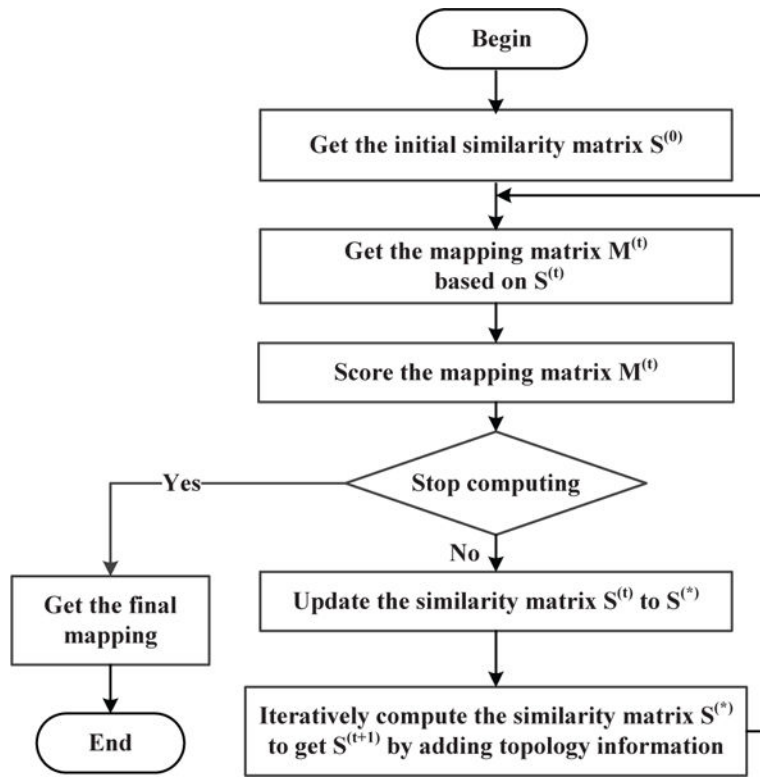 Begin
Get the initial similarity matrix S^(0)
Get the mapping matrix M^(t)
based on S^(t)
Score the mapping matrix M^(t)
Stop computing
Yes
No
Get the final
mapping
Update the similarity matrix S^(t) to S^(*)
End
Iteratively compute the similarity matrix S^(*)
to get S^(t+1) by adding topology information